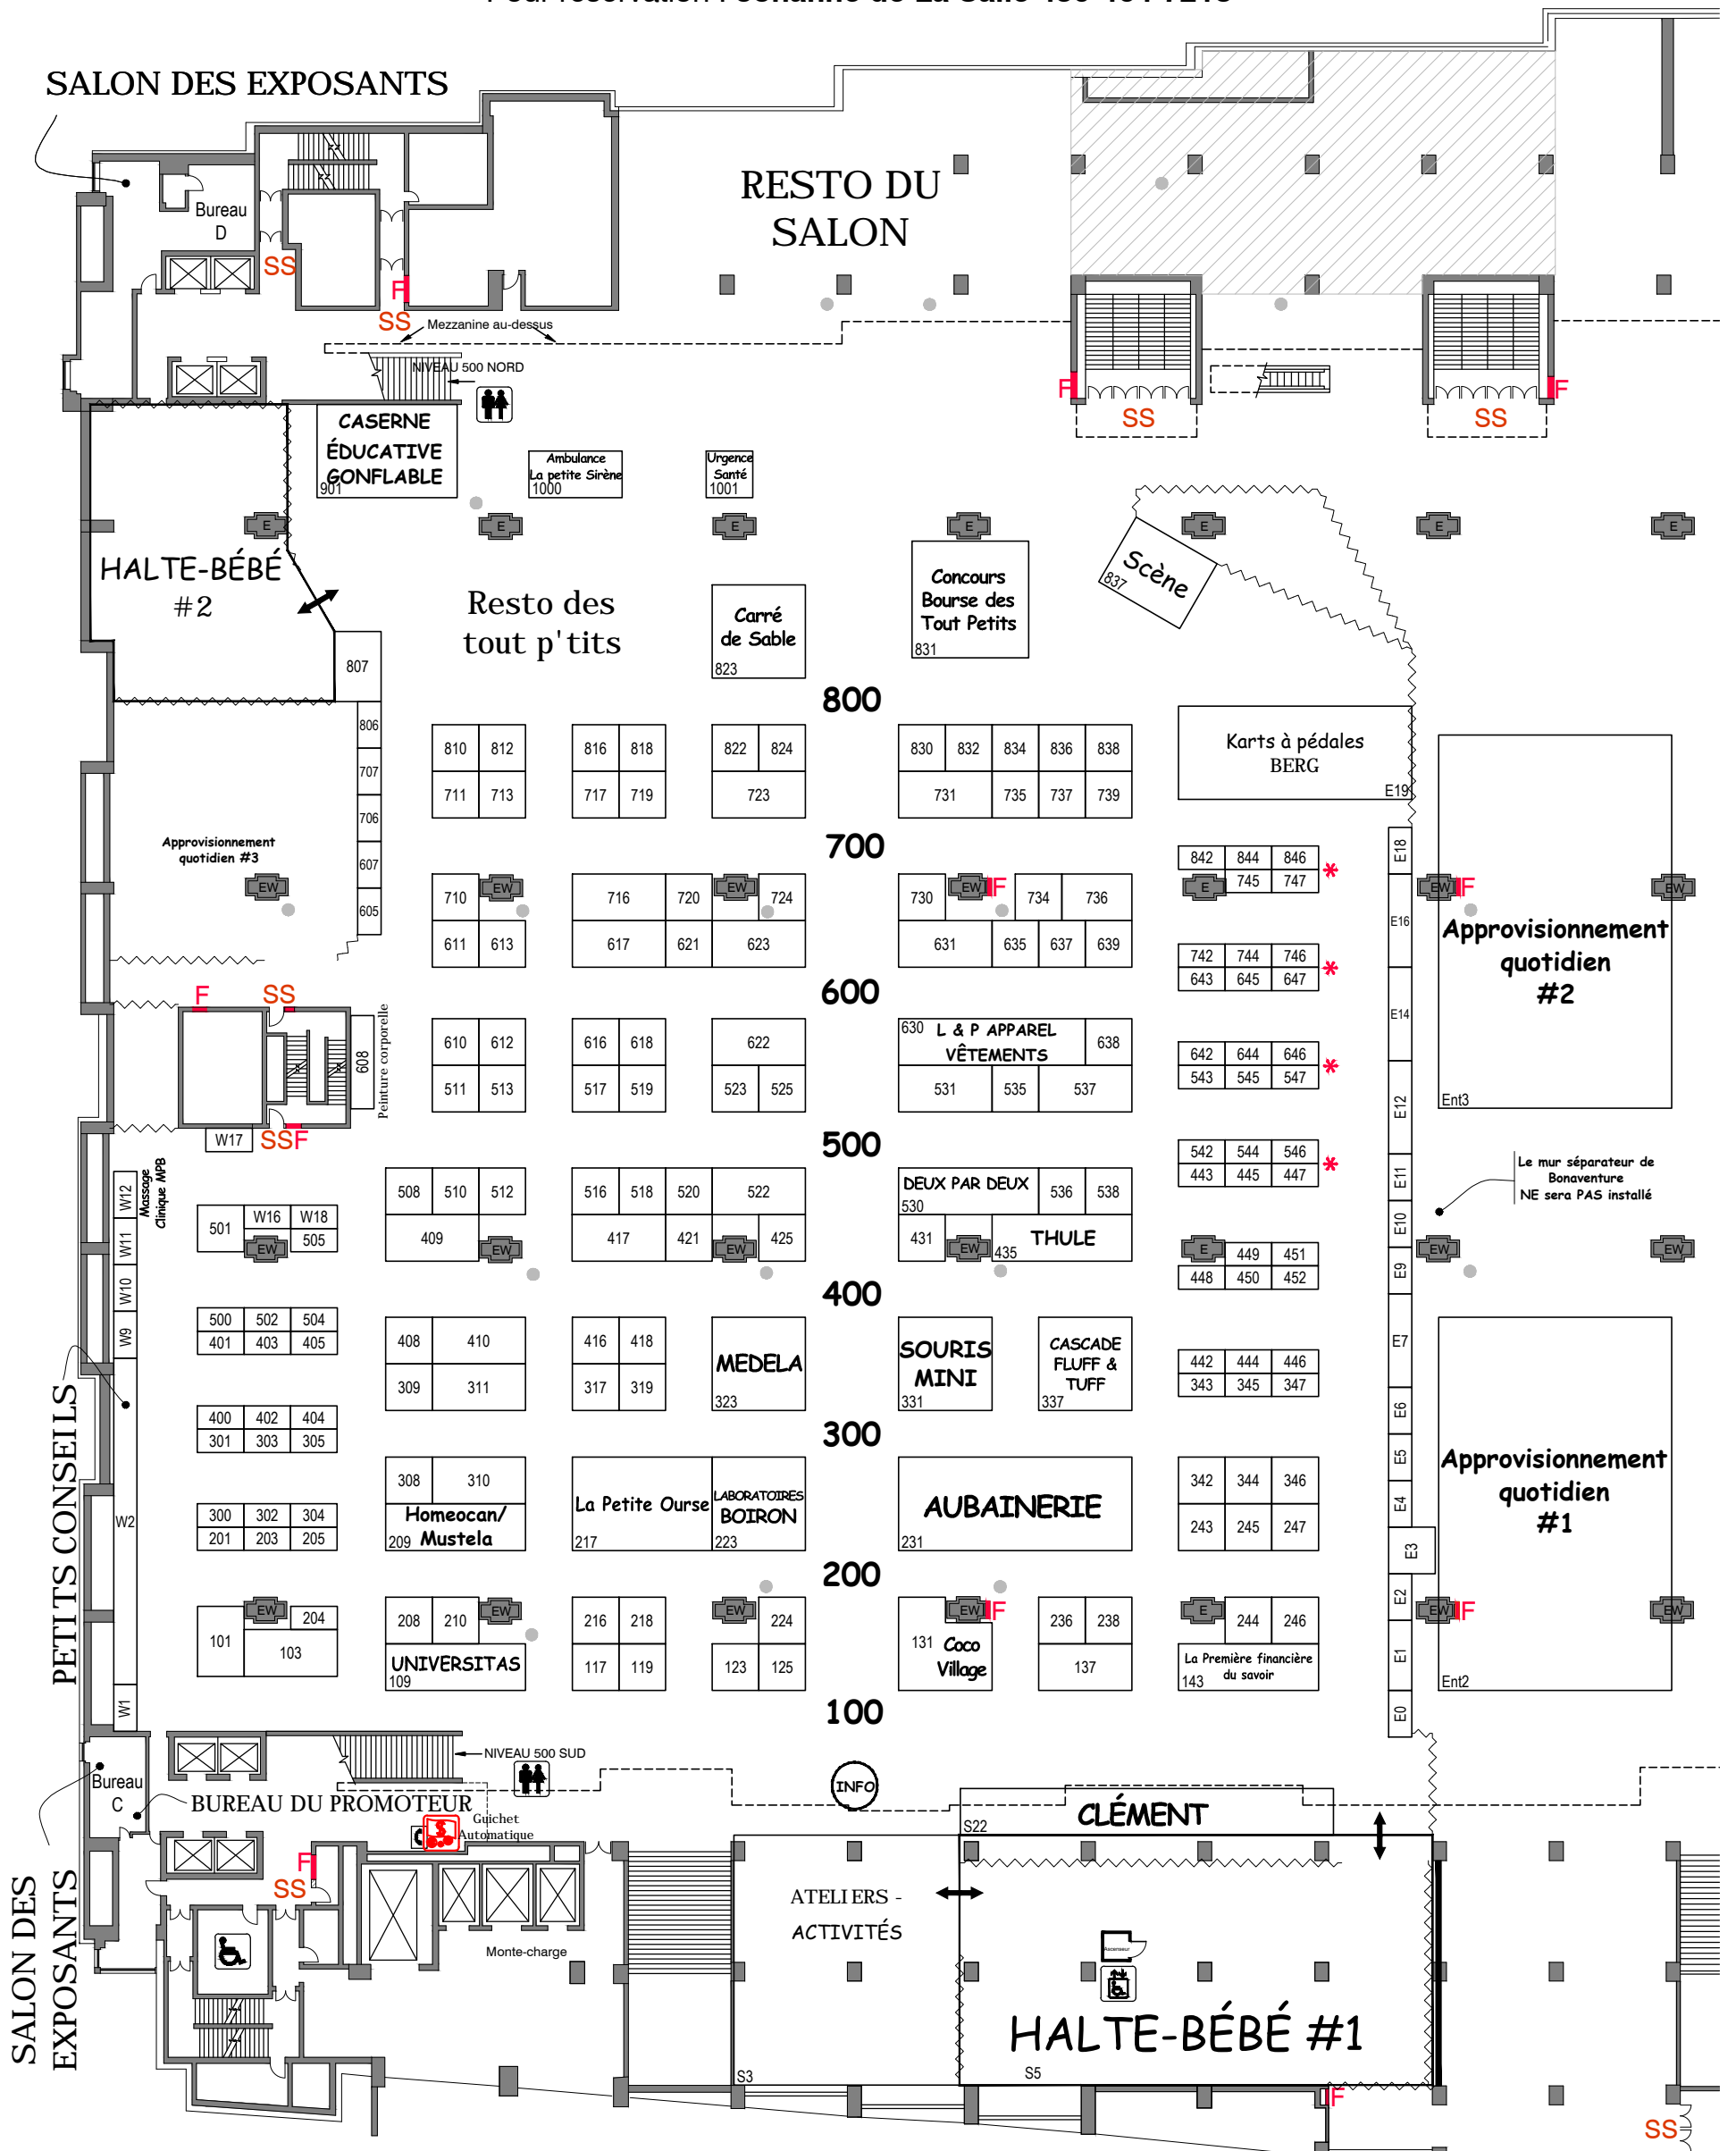 SALON DES EXPOSANTS
Bureau
D
SS
F
SS
RESTO DU
SALON
Mezzanine au-dessus
NIVEAU 500 NORD
F
SS
SS
F
CASERNE
ÉDUCATIVE
GONFLABLE
901
Ambulance
La petite Sirène
1000
Urgence
Santé
1001
E
E
E
E
E
E
E
HALTE-BÉBÉ
#2
Resto des
tout p'tits
Carré
de Sable
823
Concours
Bourse des
Tout Petits
831
Scène
837
807
800
806
707
706
607
605
810 812
711 713
816 818
717 719
822 824
723
830 832 834 836 838
731 735 737 739
Karts à pédales
BERG
E19
700
Approvisionnement
quotidien #3
EW
710 EW
611 613
716 720 EW 724
617 621 623
730 EW F 734 736
631 635 637 639
842 844 846
E 745 747
*
E18
E16
EW F
EW
Approvisionnement
quotidien
#2
Ent3
742 744 746
643 645 647
*
600
F
SS
SSF
608
Peinture corporelle
W17
610 612
511 513
616 618
517 519
622
523 525
630 L & P APPAREL
VÊTEMENTS
638
531 535 537
642 644 646
543 545 547
*
E14
E12
500
W12
Massage
Clinique MPB
W11
W10
W9
W2
W1
501 W16 W18
EW 505
508 510 512
409 EW
516 518 520 522
417 421 EW 425
DEUX PAR DEUX
530
536 538
431 EW 435 THULE
542 544 546
443 445 447
*
E 449 451
448 450 452
E11
E10
E9
Le mur séparateur de
Bonaventure
NE sera PAS installé
EW
EW
400
500 502 504
401 403 405
408 410
309 311
416 418
317 319
MEDELA
323
SOURIS
MINI
331
CASCADE
FLUFF &
TUFF
337
442 444 446
343 345 347
E7
E6
PETITS CONSEILS
400 402 404
301 303 305
300
308 310
Homeocan/
209 Mustela
La Petite Ourse
217
LABORATOIRES
BOIRON
223
AUBAINERIE
231
342 344 346
243 245 247
E5
E4
E3
Approvisionnement
quotidien
#1
Ent2
300 302 304
201 203 205
200
101 EW 204
103
208 210 EW
UNIVERSITAS
109
216 218
117 119
EW 224
123 125
131 EW F
Coco
Village
236 238
137
E 244 246
La Première financière
du savoir
143
E2
E1
E0
EW F
EW
100
Bureau
C
NIVEAU 500 SUD
BUREAU DU PROMOTEUR
Guichet
Automatique
$
INFO
CLÉMENT
S22
SALON DES
EXPOSANTS
F
SS
Monte-charge
ATELIERS -
ACTIVITÉS
S3
Ascenseur
HALTE-BÉBÉ #1
S5
F
SS